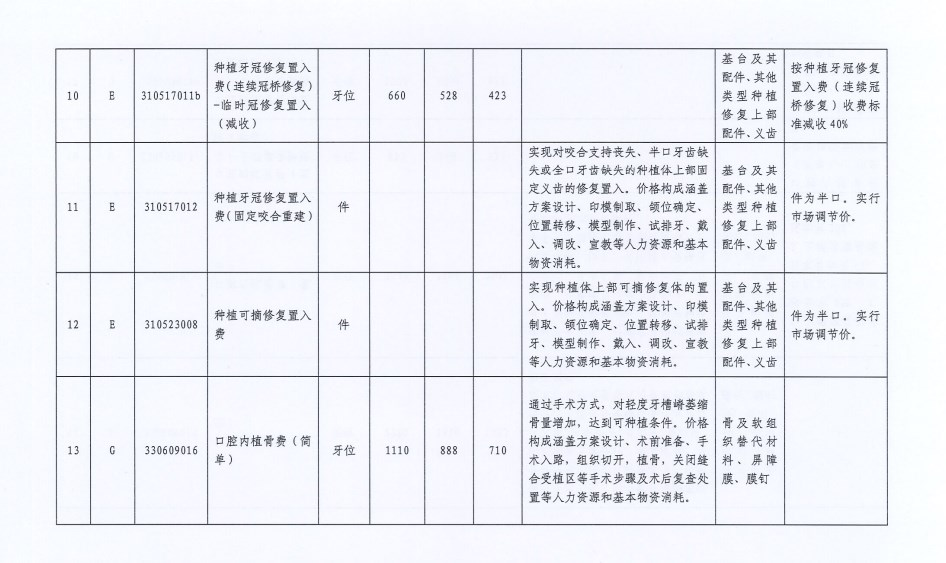 10
E
310517011b
种植牙冠修复置入
费(连续冠桥修复)
-临时冠修复置入
（减收）
牙位
660
528
423
基台及其
配件、其他
类型种植
修复上部
配件、义齿
按种植牙冠修复
置入费（连续冠
桥修复）收费标
准减收 40%
11
E
310517012
种植牙冠修复置入
费(固定咬合重建)
件
实现对咬合支持丧失、半口牙齿缺
失或全口牙齿缺失的种植体上部固
定义齿的修复置入。价格构成涵盖
方案设计、印模制取、颌位确定、
位置转移、模型制作、试排牙、戴
入、调改、宣教等人力资源和基本
物资消耗。
基台及其
配件、其他
类型种植
修复上部
配件、义齿
件为半口。实行
市场调节价。
12
E
310523008
种植可摘修复置入
费
件
实现种植体上部可摘修复体的置
入。价格构成涵盖方案设计、印模
制取、颌位确定、位置转移、试排
牙、模型制作、戴入、调改、宣教
等人力资源和基本物资消耗。
基台及其
配件、其他
类型种植
修复上部
配件、义齿
件为半口。实行
市场调节价。
13
G
330609016
口腔内植骨费（简
单）
牙位
1110
888
710
通过手术方式，对轻度牙槽嵴萎缩
骨量增加，达到可种植条件。价格
构成涵盖方案设计、术前准备、手
术入路，组织切开，植骨，关闭缝
合受植区等手术步骤及术后复查处
置等人力资源和基本物资消耗。
骨及软组
织替代材
料、屏障
膜、膜钉